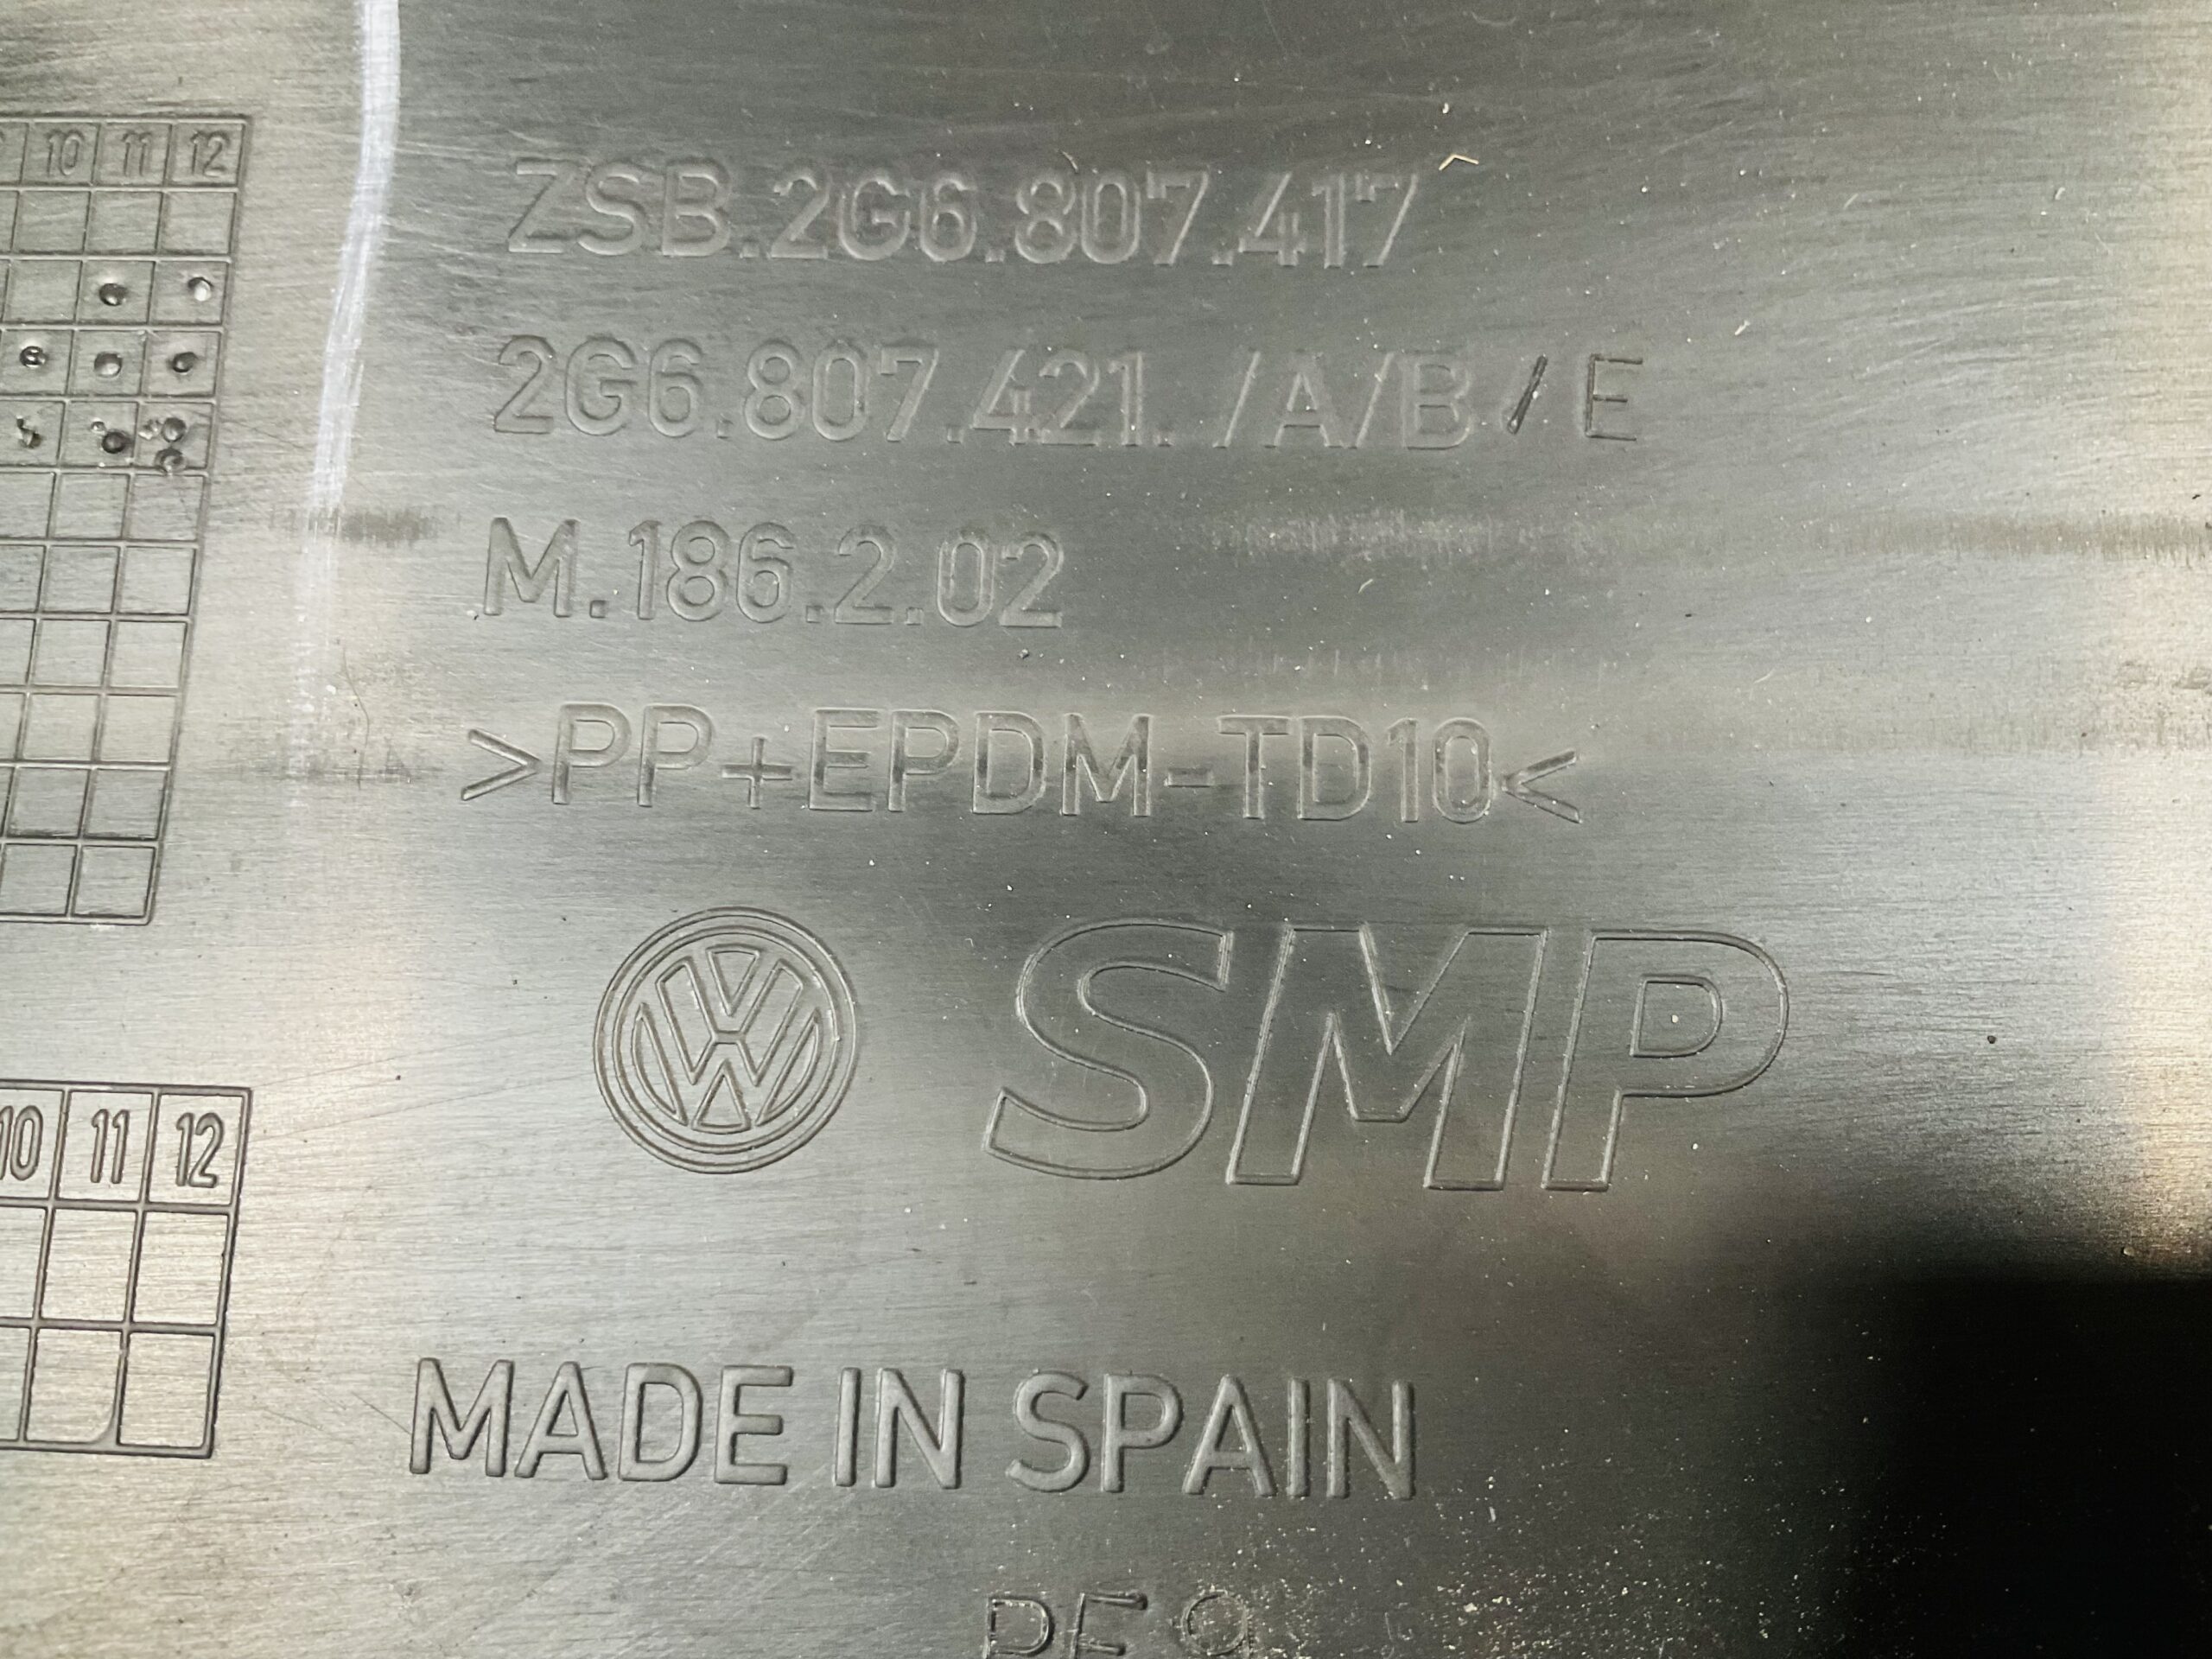 10 11 12
ZSB.2G6.807.417
2G6.807.421. /A/B/E
M.186.2.02
>PP+EPDM-TD10<
SMP
10 11 12
MADE IN SPAIN